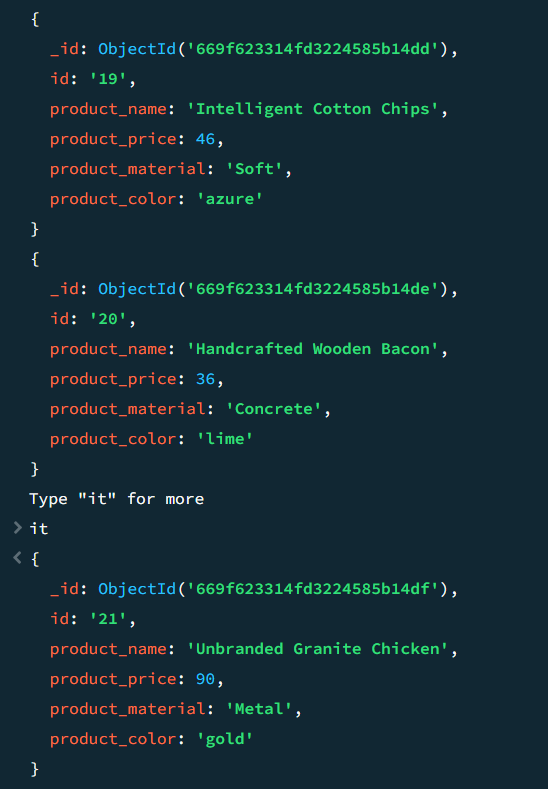 {
_id: ObjectId('669f623314fd3224585b14dd'),
id: '19',
product_name: 'Intelligent Cotton Chips',
product_price: 46,
product_material: 'Soft',
product_color: 'azure'
}
{
_id: ObjectId('669f623314fd3224585b14de'),
id: '20',
product_name: 'Handcrafted Wooden Bacon',
product_price: 36,
product_material: 'Concrete',
product_color: 'lime'
}
Type "it" for more
> it
< {
_id: ObjectId('669f623314fd3224585b14df'),
id: '21',
product_name: 'Unbranded Granite Chicken',
product_price: 90,
product_material: 'Metal',
product_color: 'gold'
}